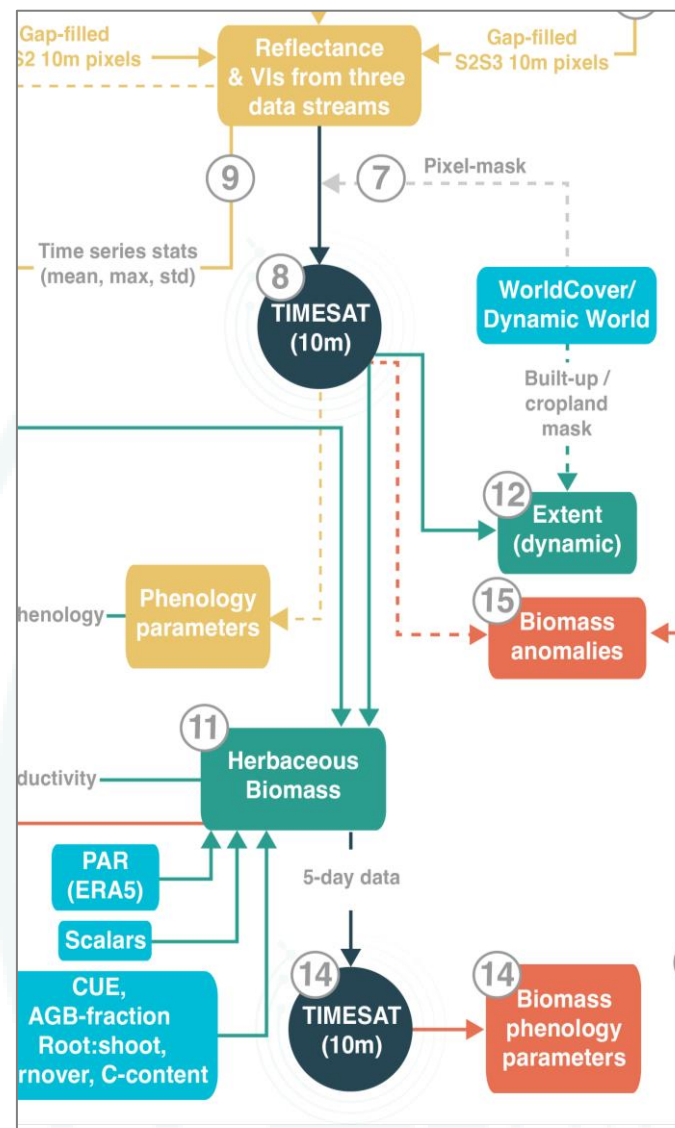 Gap-filled
S2 10m pixels
Reflectance
& VIs from three
data streams
Gap-filled
S2S3 10m pixels
9
7
Pixel-mask
Time series stats
(mean, max, std)
8
TIMESAT
(10m)
WorldCover/
Dynamic World
Built-up /
cropland
mask
12
Extent
(dynamic)
15
Biomass
anomalies
Phenology
parameters
henology
11
Herbaceous
Biomass
ductivity
PAR
(ERA5)
5-day data
Scalars
CUE,
AGB-fraction
Root:shoot,
rnover, C-content
14
TIMESAT
(10m)
14
Biomass
phenology
parameters